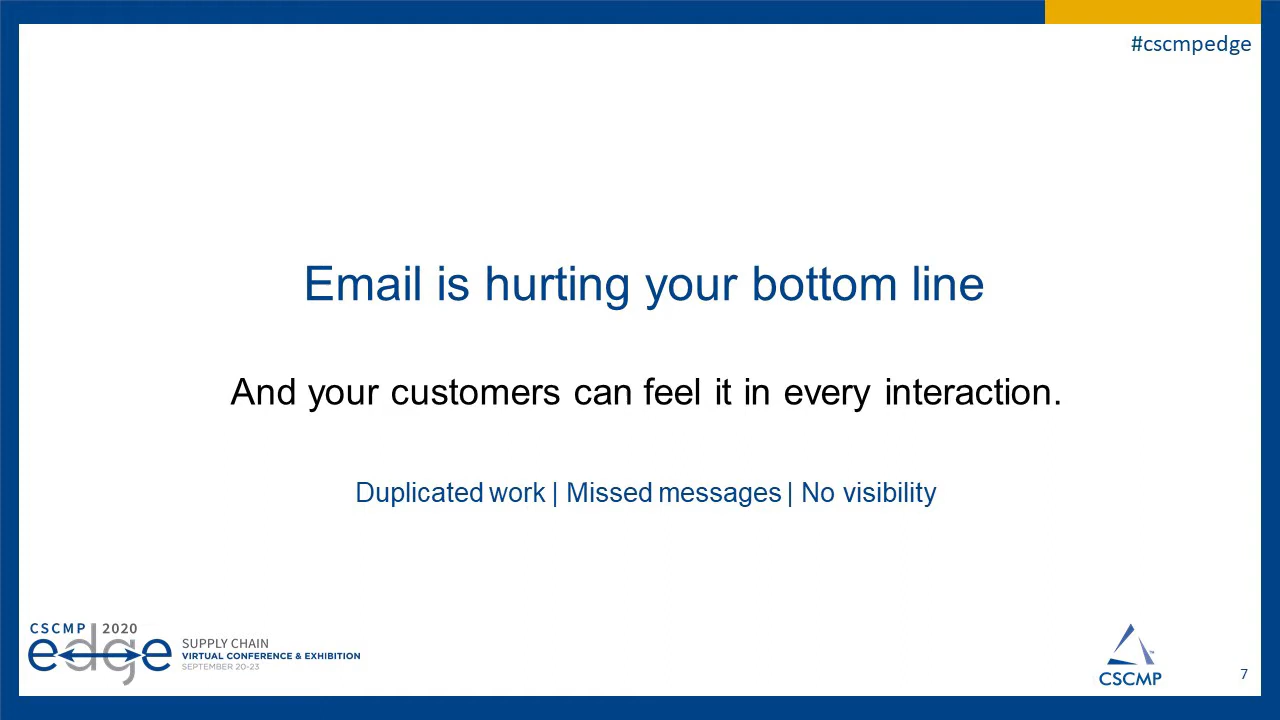 #cscmpedge
Email is hurting your bottom line
And your customers can feel it in every interaction.
Duplicated work | Missed messages | No visibility
CSCMP | 2020
edge
SUPPLY CHAIN
VIRTUAL CONFERENCE & EXHIBITION
SEPTEMBER 20-23
CSCMP
7